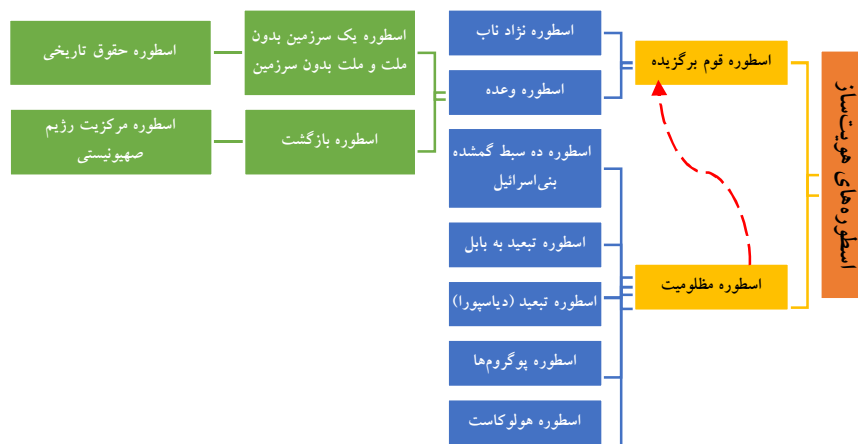 اسطوره‌های هویت‌ساز
اسطوره قوم برگزیده
اسطوره نژاد ناب
اسطوره وعده
اسطوره یک سرزمین بدون
ملت و ملت بدون سرزمین
اسطوره حقوق تاریخی
اسطوره بازگشت
اسطوره مرکزیت رژیم
صهیونیستی
اسطوره مظلومیت
اسطوره ده سبط گمشده
بنی‌اسرائیل
اسطوره تبعید به بابل
اسطوره تبعید (دیاسپورا)
اسطوره پوگروم‌ها
اسطوره هولوکاست